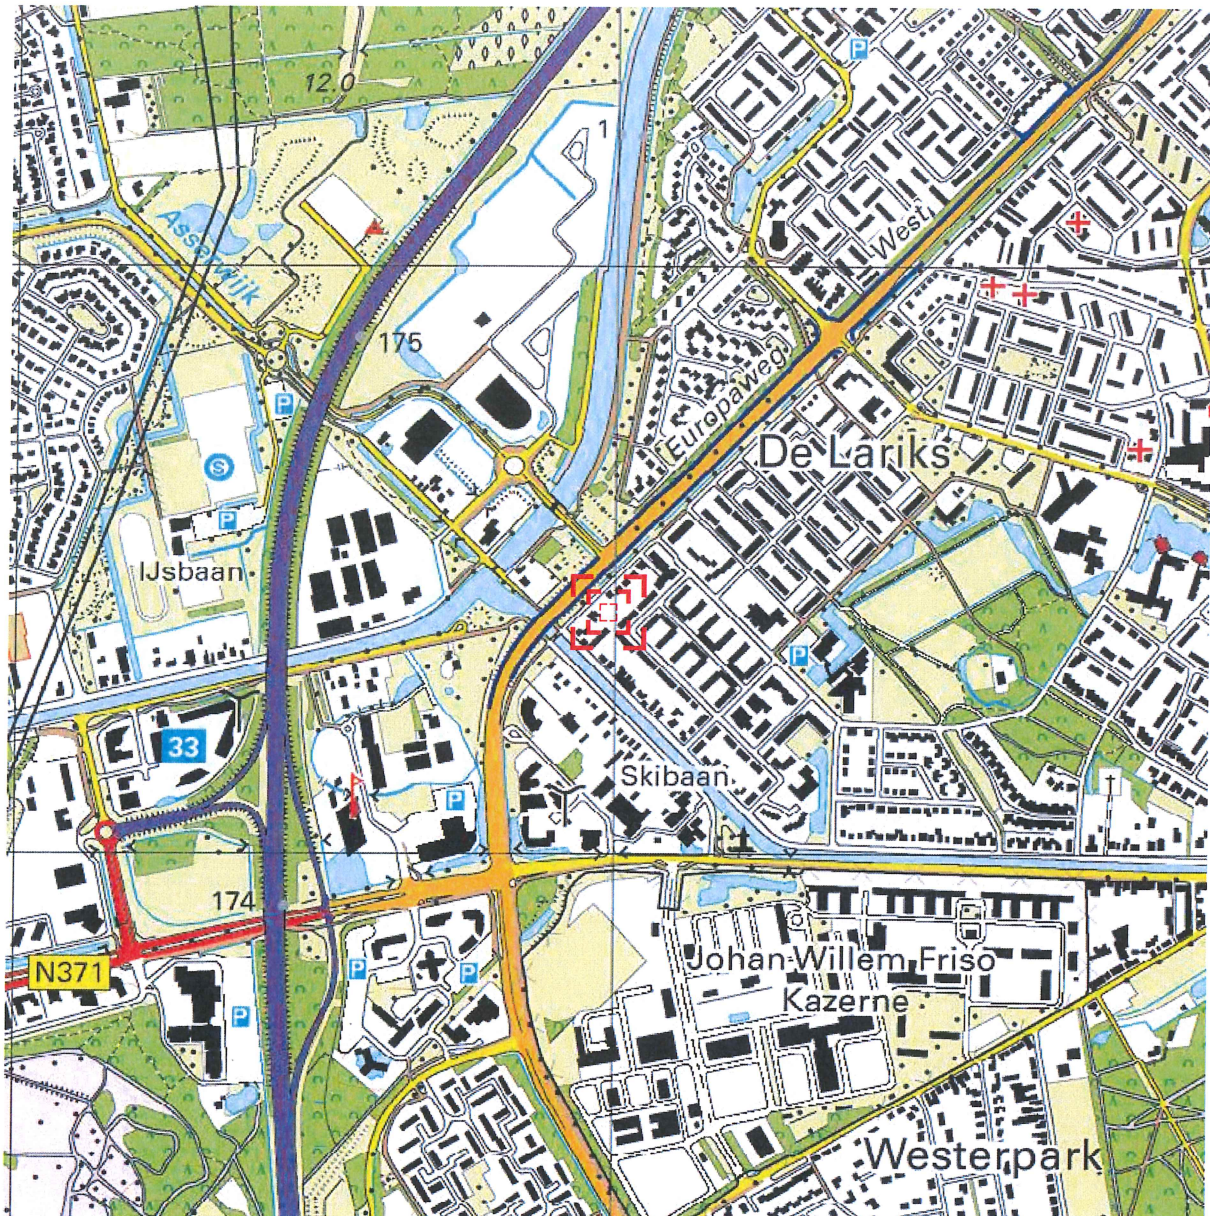 P
12.0
1
Asserwijk
West
175
P
Europaweg
De Lariks
S
P
IJsbaan
P
33
Skibaan
P
174
N371
P
P
P
Johan Willem Friso
Kazerne
Westerpark